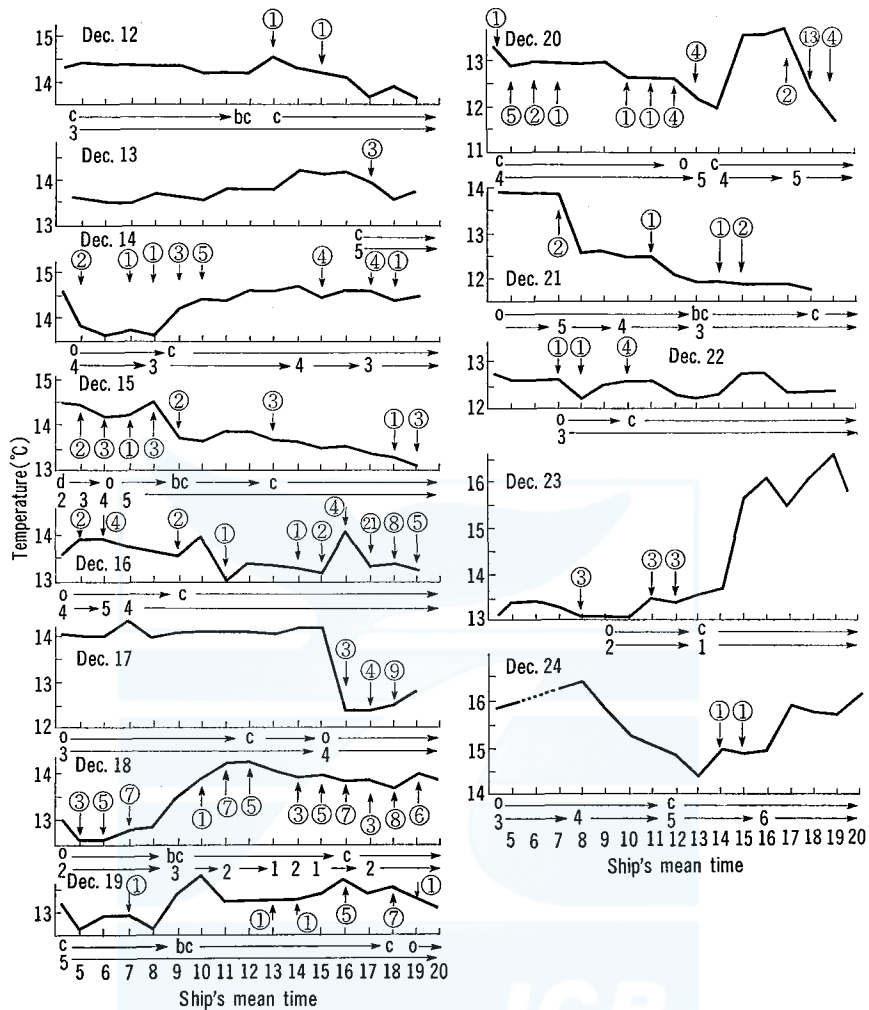 Temperature(°C)
Dec. 12
① ①
15
14
c bc c
3
Dec. 13
③
14
13
c
5
Dec. 14
② ① ① ③ ⑤ ④ ④ ①
15
14
o c
4 3 4 3
Dec. 15
15
14
13
② ③ ① ③ ② ③ ① ③
d o bc c
2 3 4 5
Dec. 16
14
13
② ④ ② ① ① ② ④ ㉑ ⑧ ⑤
o c
4 5 4
Dec. 17
14
13
12
③ ④ ⑨
o c o
3 4
Dec. 18
14
13
③ ⑤ ⑦ ① ⑦ ⑤ ③ ⑤ ⑦ ③ ⑧ ⑥
o bc c
2 3 2 1 2 1 2
Dec. 19
13
① ① ① ⑤ ⑦ ①
c bc c o
5
5 6 7 8 9 10 11 12 13 14 15 16 17 18 19 20
Ship's mean time
Dec. 20
13
12
11
① ⑤ ② ① ① ① ④ ④ ② ⑬ ④
c o c
4 5 4 5
Dec. 21
14
13
12
② ① ① ②
o bc c
5 4 3
Dec. 22
13
12
① ① ④
o c
3
Dec. 23
16
15
14
13
③ ③ ③
o c
2 1
Dec. 24
16
15
14
① ①
o c
3 4 5 6
5 6 7 8 9 10 11 12 13 14 15 16 17 18 19 20
Ship's mean time